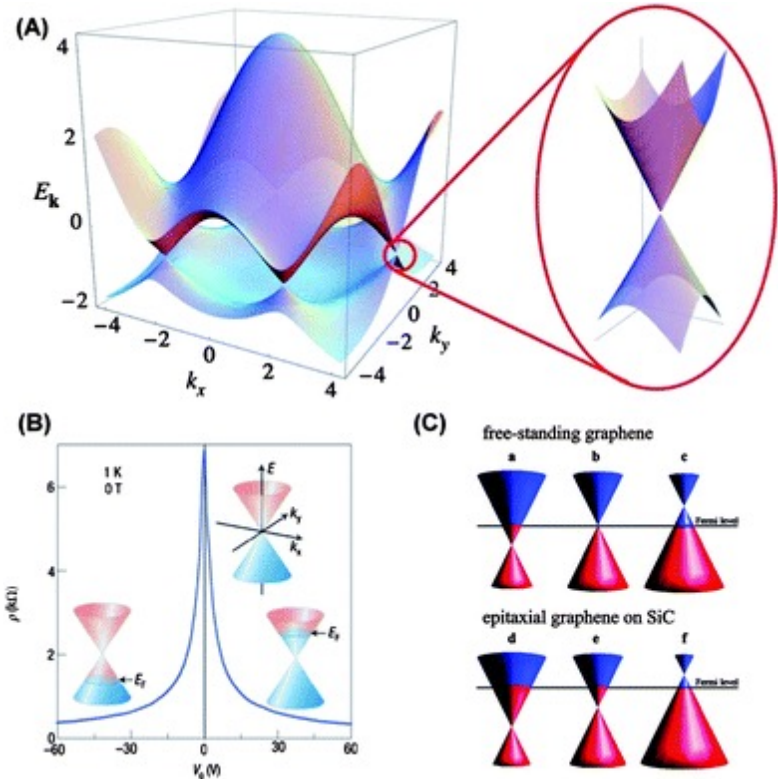 (A)
4
2
0
−2
E_k
−4
−2
0
2
4
k_x
4
2
0
−2
−4
k_y
(B)
1 K
0 T
6
4
2
0
ρ (kΩ)
E
k_y
k_x
E_F
E_F
−60
−30
0
30
60
V_g (V)
(C)
free-standing graphene
a b c
Fermi level
epitaxial graphene on SiC
d e f
Fermi level